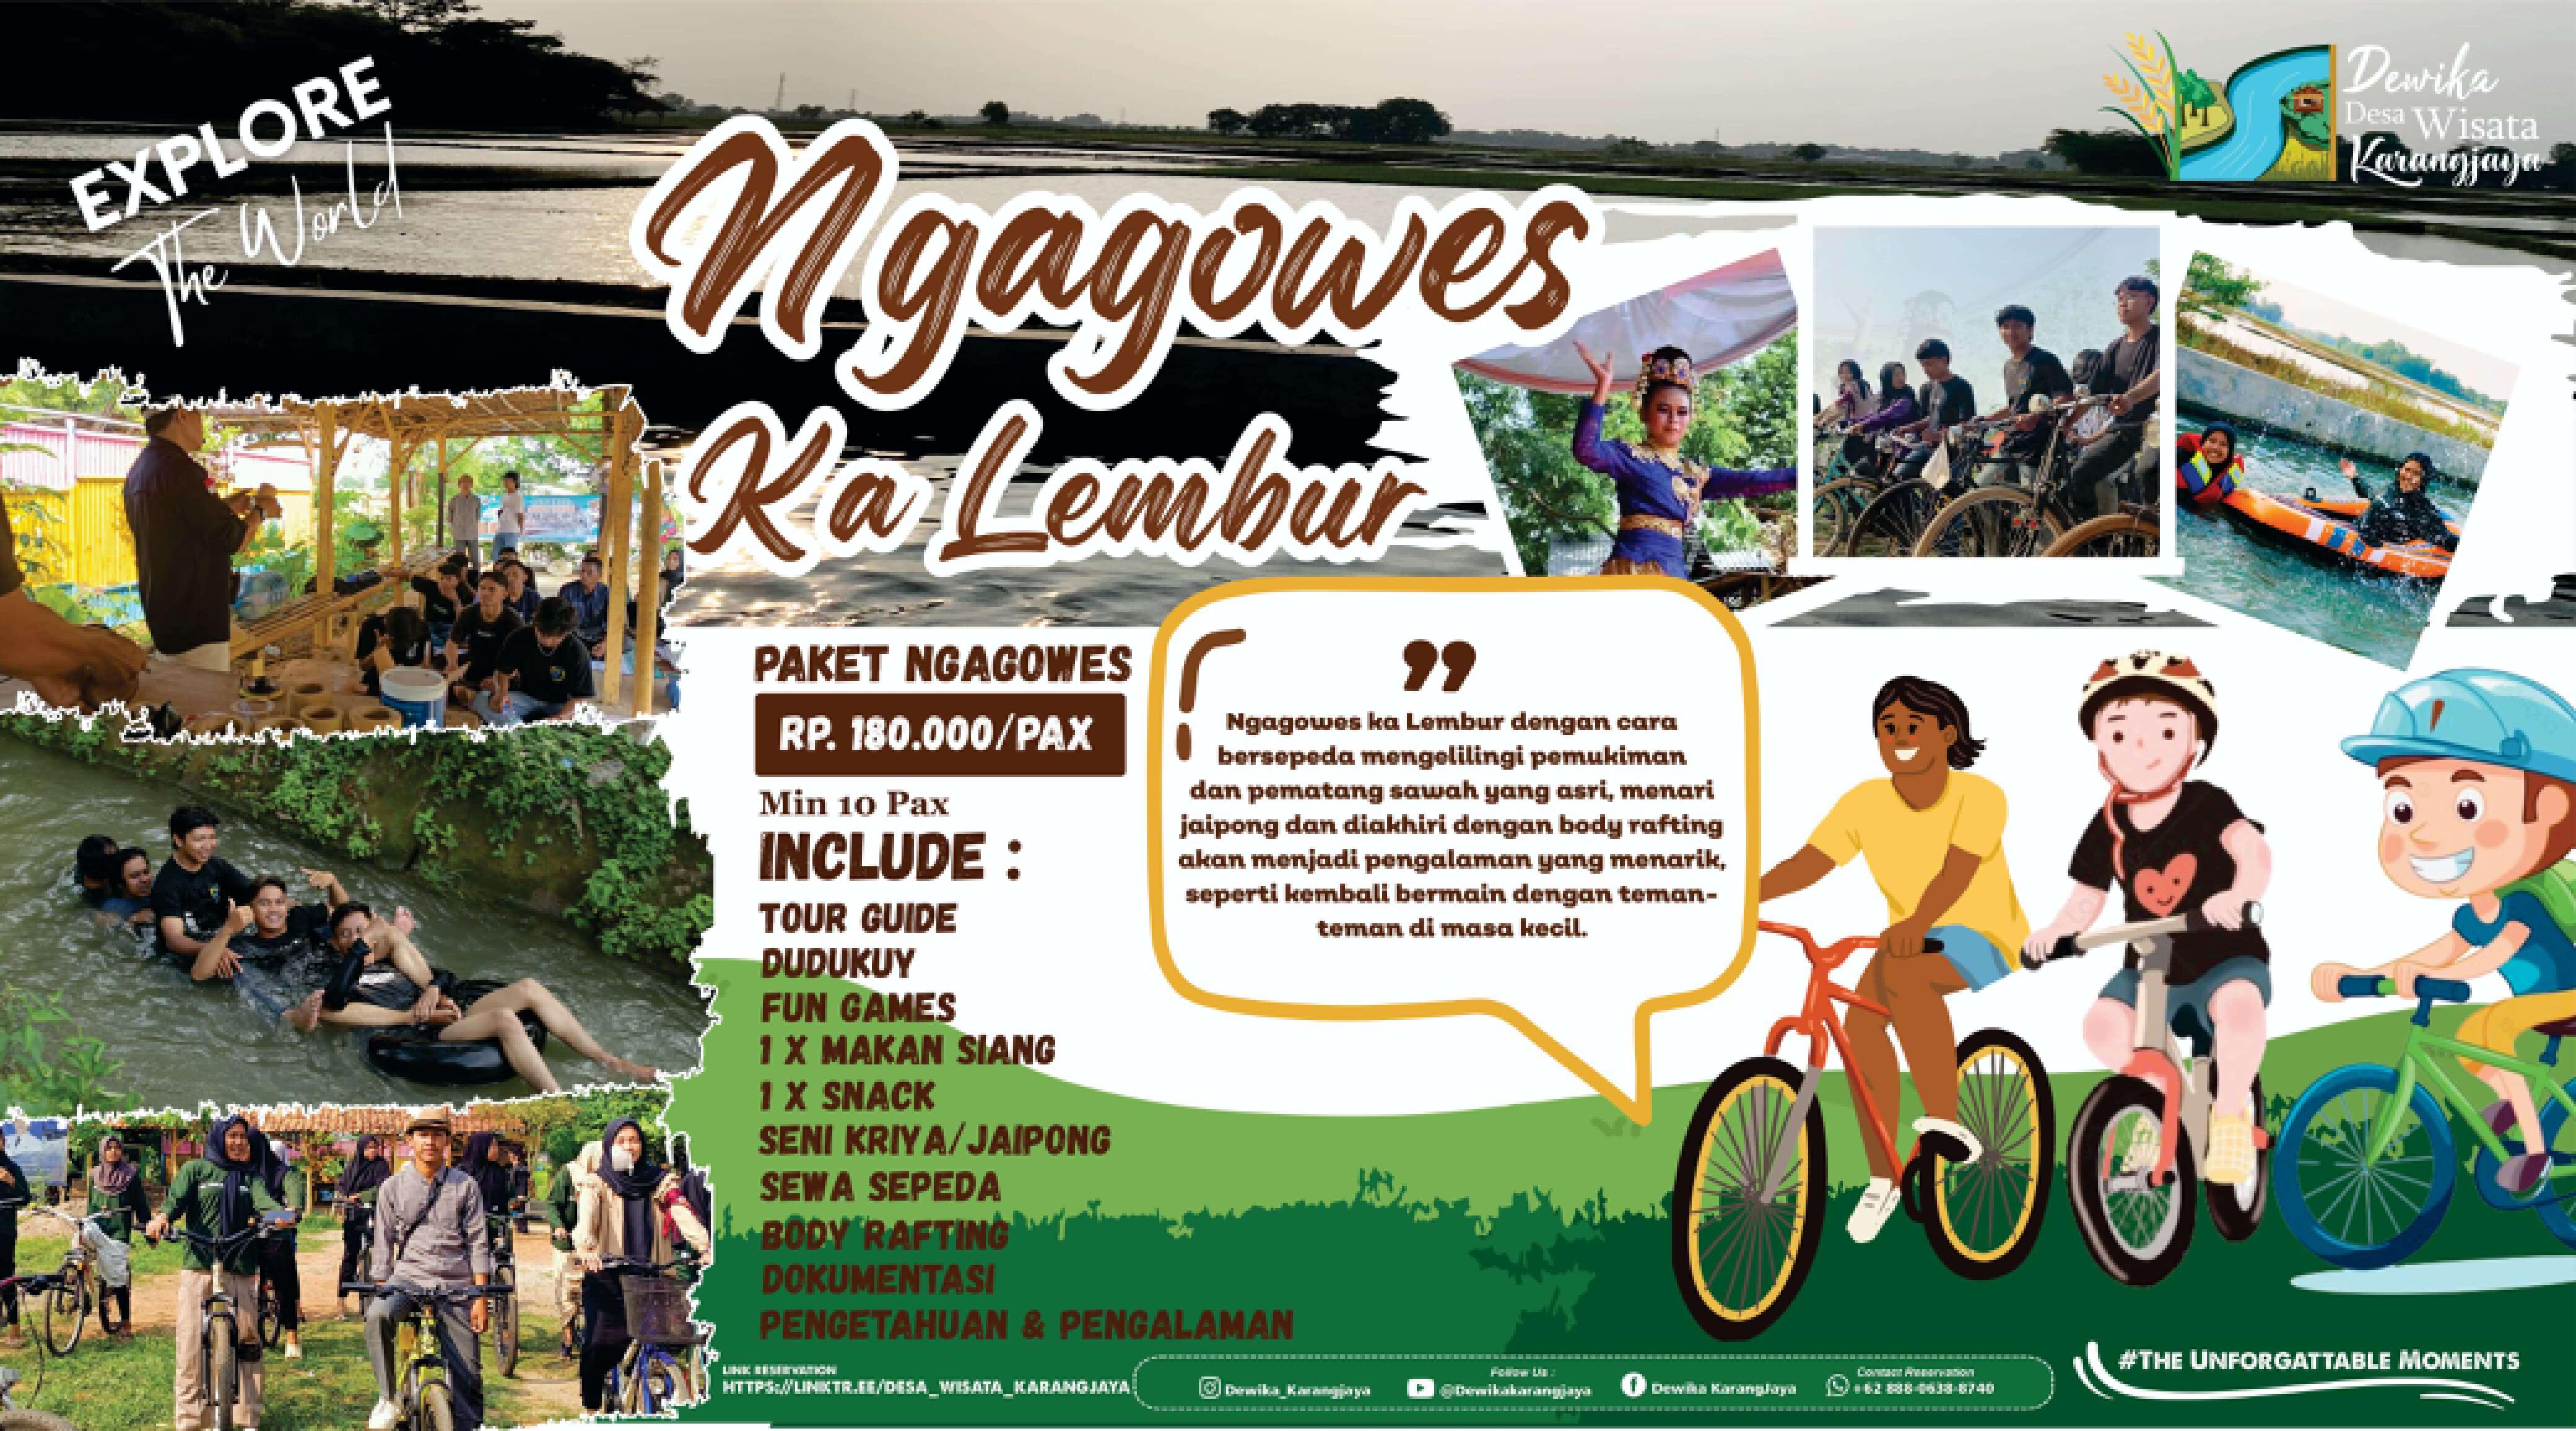 EXPLORE
The World
Dewika
Desa Wisata
Karangjaya
Ngagowes
Ka Lembur
PAKET NGAGOWES
RP. 180.000/PAX
Min 10 Pax
INCLUDE :
TOUR GUIDE
DUDUKUY
FUN GAMES
1 X MAKAN SIANG
1 X SNACK
SENI KRIYA/JAIPONG
SEWA SEPEDA
BODY RAFTING
DOKUMENTASI
PENGETAHUAN & PENGALAMAN
”
Ngagowes ka Lembur dengan cara
bersepeda mengelilingi pemukiman
dan pematang sawah yang asri, menari
jaipong dan diakhiri dengan body rafting
akan menjadi pengalaman yang menarik,
seperti kembali bermain dengan teman-
teman di masa kecil.
LINK RESERVATION
HTTPS://LINKTR.EE/DESA_WISATA_KARANGJAYA
Follow Us :
Dewika_Karangjaya
@Dewikakarangjaya
Dewika KarangJaya
Contact Reservation
+62 888-0638-8740
#THE UNFORGATTABLE MOMENTS